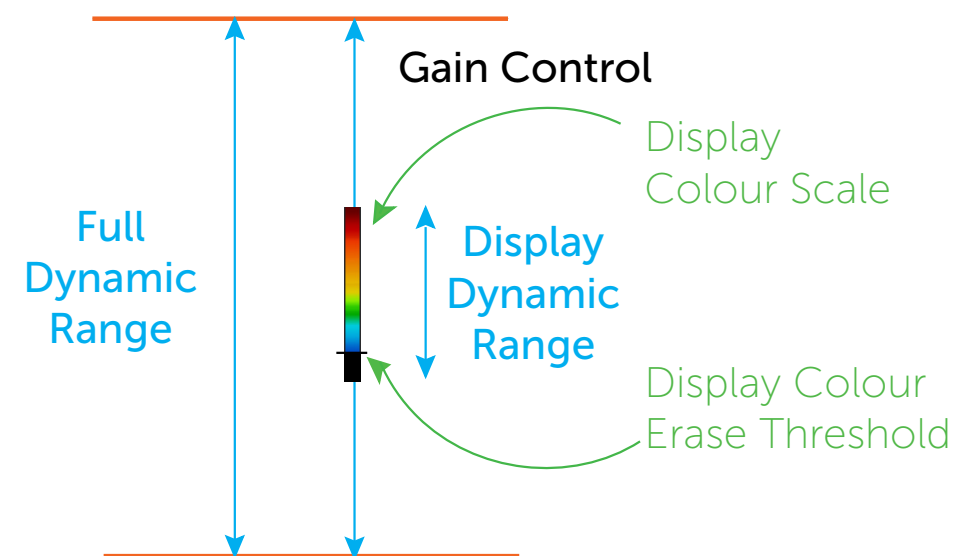 Gain Control
Display
Colour Scale
Full
Dynamic
Range
Display
Dynamic
Range
Display Colour
Erase Threshold